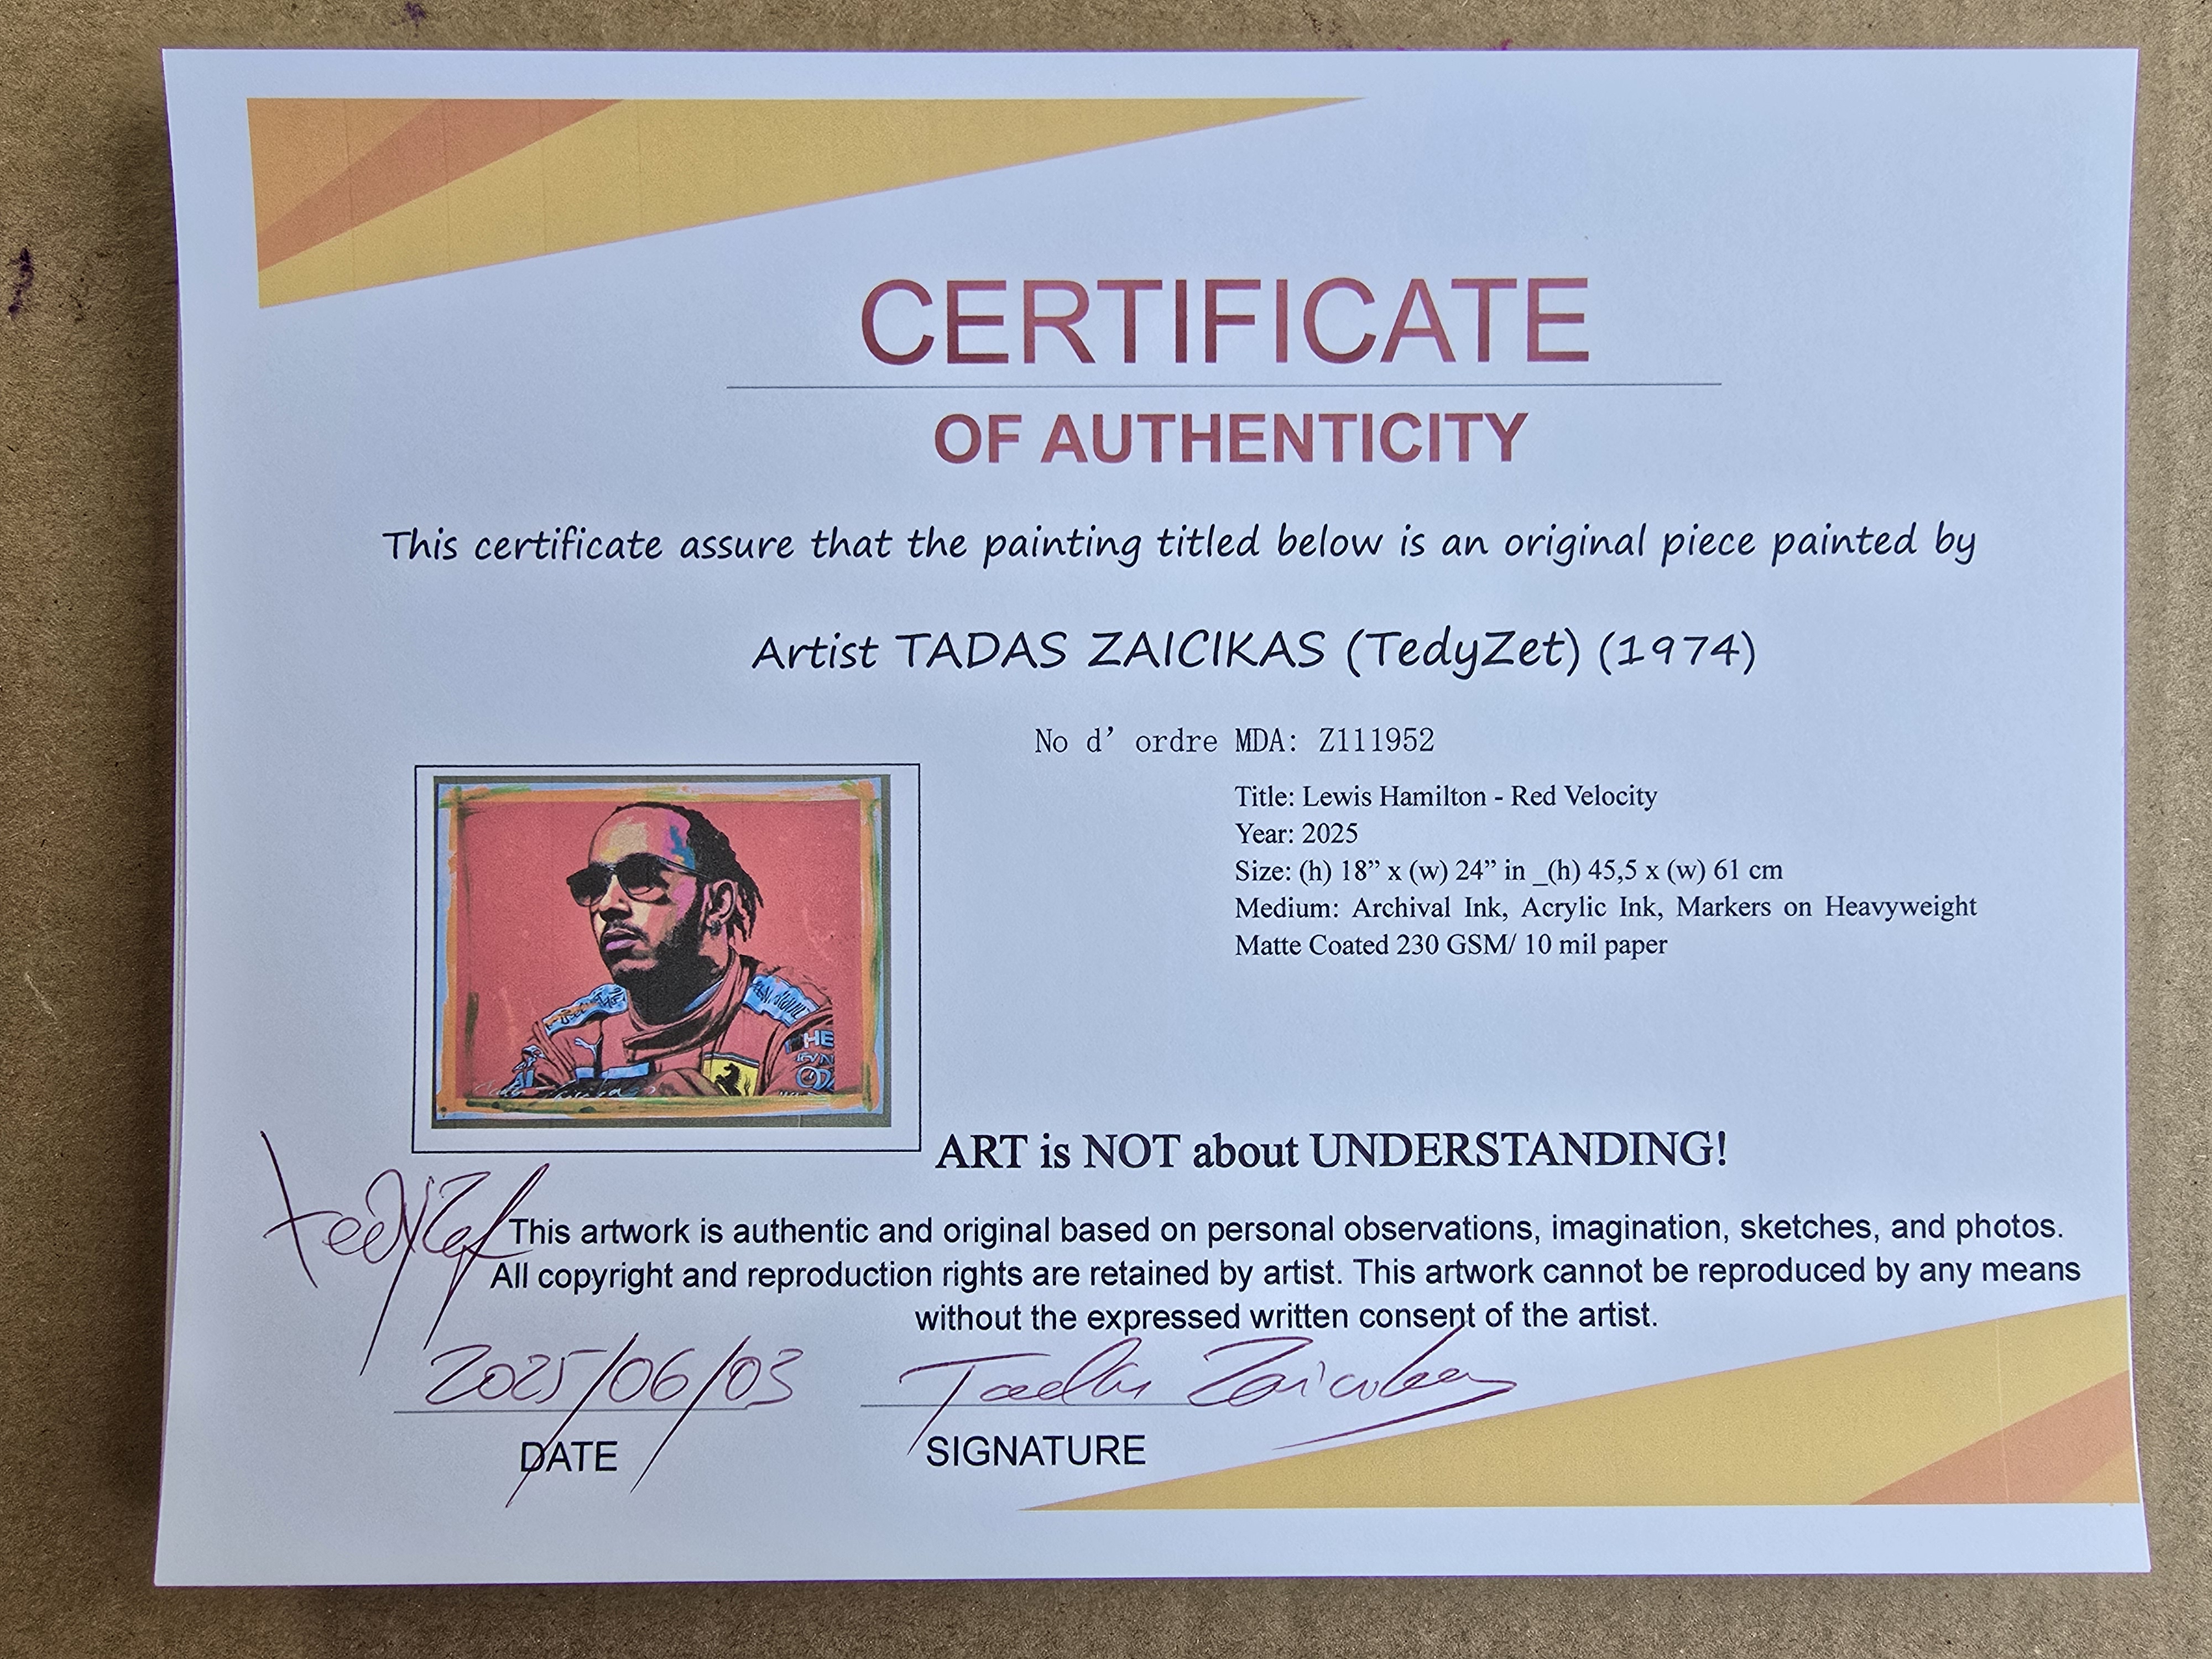 CERTIFICATE
OF AUTHENTICITY
This certificate assure that the painting titled below is an original piece painted by
Artist TADAS ZAICIKAS (TedyZet) (1974)
No d' ordre MDA: Z111952
Title: Lewis Hamilton - Red Velocity
Year: 2025
Size: (h) 18” x (w) 24” in _(h) 45,5 x (w) 61 cm
Medium: Archival Ink, Acrylic Ink, Markers on Heavyweight
Matte Coated 230 GSM/ 10 mil paper
ART is NOT about UNDERSTANDING!
tedyZet
This artwork is authentic and original based on personal observations, imagination, sketches, and photos.
All copyright and reproduction rights are retained by artist. This artwork cannot be reproduced by any means
without the expressed written consent of the artist.
2025/06/03
Tadas Zaicikas
DATE
SIGNATURE